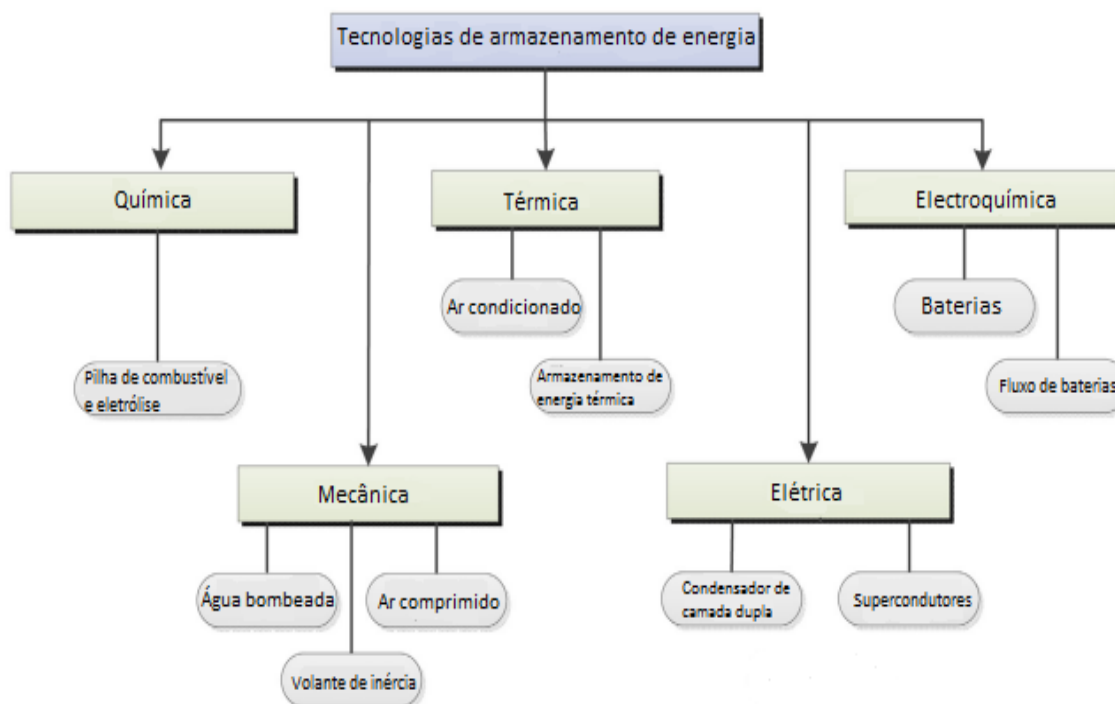 Tecnologias de armazenamento de energia
Química
Térmica
Electroquímica
Ar condicionado
Baterias
Pilha de combustível
e eletrólise
Armazenamento de
energia térmica
Fluxo de baterias
Mecânica
Elétrica
Água bombeada
Ar comprimido
Condensador de
camada dupla
Supercondutores
Volante de inércia